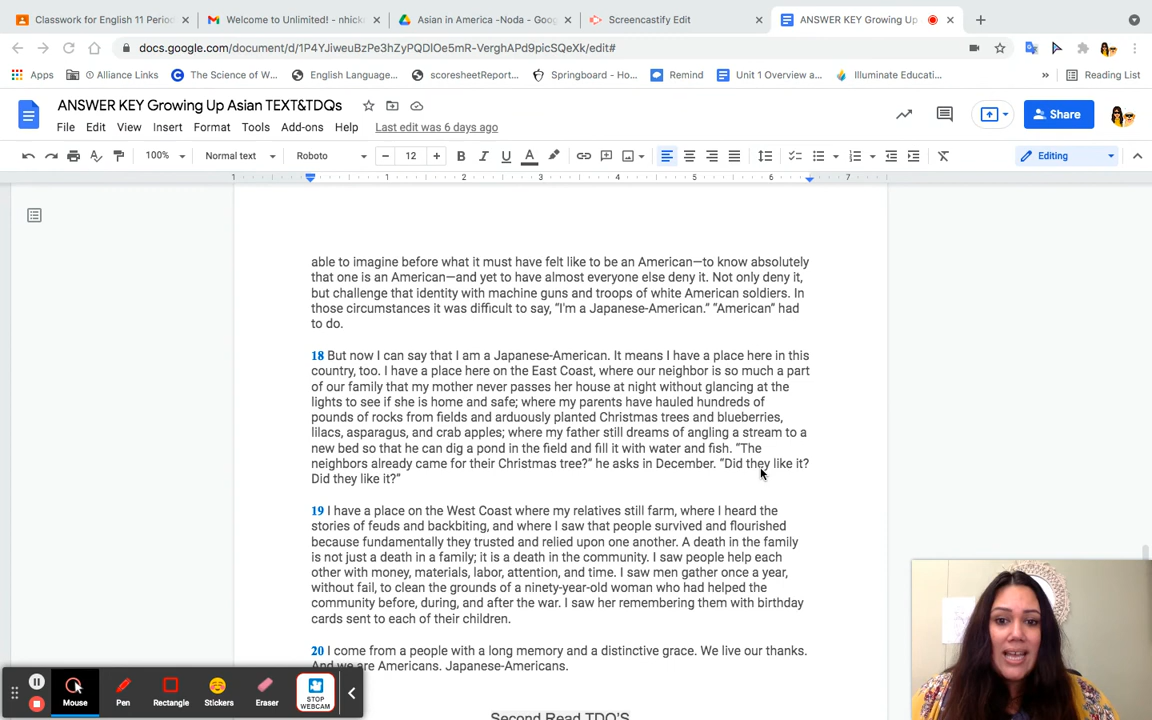 Classwork for English 11 Period
Welcome to Unlimited! - nhick
Asian in America -Noda - Goog
Screencastify Edit
ANSWER KEY Growing Up
docs.google.com/document/d/1P4YJiweuBzPe3hZyPQDIOe5mR-VerghAPd9picSQeXk/edit#
Apps
Alliance Links
The Science of W...
English Language...
scoresheetReport...
Springboard - Ho...
Remind
Unit 1 Overview a...
Illuminate Educati...
»
Reading List
ANSWER KEY Growing Up Asian TEXT&TDQs
File Edit View Insert Format Tools Add-ons Help Last edit was 6 days ago
Share
100% Normal text Roboto - 12 + B I U A
Editing
1 1 2 3 4 5 6 7
able to imagine before what it must have felt like to be an American—to know absolutely
that one is an American—and yet to have almost everyone else deny it. Not only deny it,
but challenge that identity with machine guns and troops of white American soldiers. In
those circumstances it was difficult to say, “I'm a Japanese-American.” “American” had
to do.
18 But now I can say that I am a Japanese-American. It means I have a place here in this
country, too. I have a place here on the East Coast, where our neighbor is so much a part
of our family that my mother never passes her house at night without glancing at the
lights to see if she is home and safe; where my parents have hauled hundreds of
pounds of rocks from fields and arduously planted Christmas trees and blueberries,
lilacs, asparagus, and crab apples; where my father still dreams of angling a stream to a
new bed so that he can dig a pond in the field and fill it with water and fish. “The
neighbors already came for their Christmas tree?” he asks in December. “Did they like it?
Did they like it?”
19 I have a place on the West Coast where my relatives still farm, where I heard the
stories of feuds and backbiting, and where I saw that people survived and flourished
because fundamentally they trusted and relied upon one another. A death in the family
is not just a death in a family; it is a death in the community. I saw people help each
other with money, materials, labor, attention, and time. I saw men gather once a year,
without fail, to clean the grounds of a ninety-year-old woman who had helped the
community before, during, and after the war. I saw her remembering them with birthday
cards sent to each of their children.
20 I come from a people with a long memory and a distinctive grace. We live our thanks.
And we are Americans. Japanese-Americans.
Second Read TDQ'S
Mouse
Pen
Rectangle
Stickers
Eraser
STOP
WEBCAM